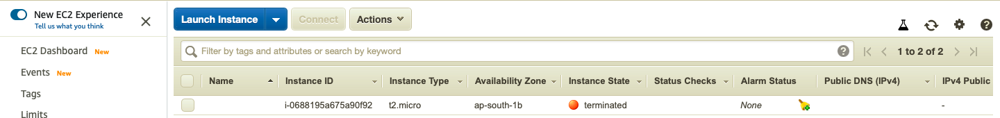 New EC2 Experience
Tell us what you think
EC2 Dashboard New
Events New
Tags
Limits
Launch Instance Connect Actions
Filter by tags and attributes or search by keyword
1 to 2 of 2
Name Instance ID Instance Type Availability Zone Instance State Status Checks Alarm Status Public DNS (IPv4) IPv4 Public
i-0688195a675a90f92 t2.micro ap-south-1b terminated None -